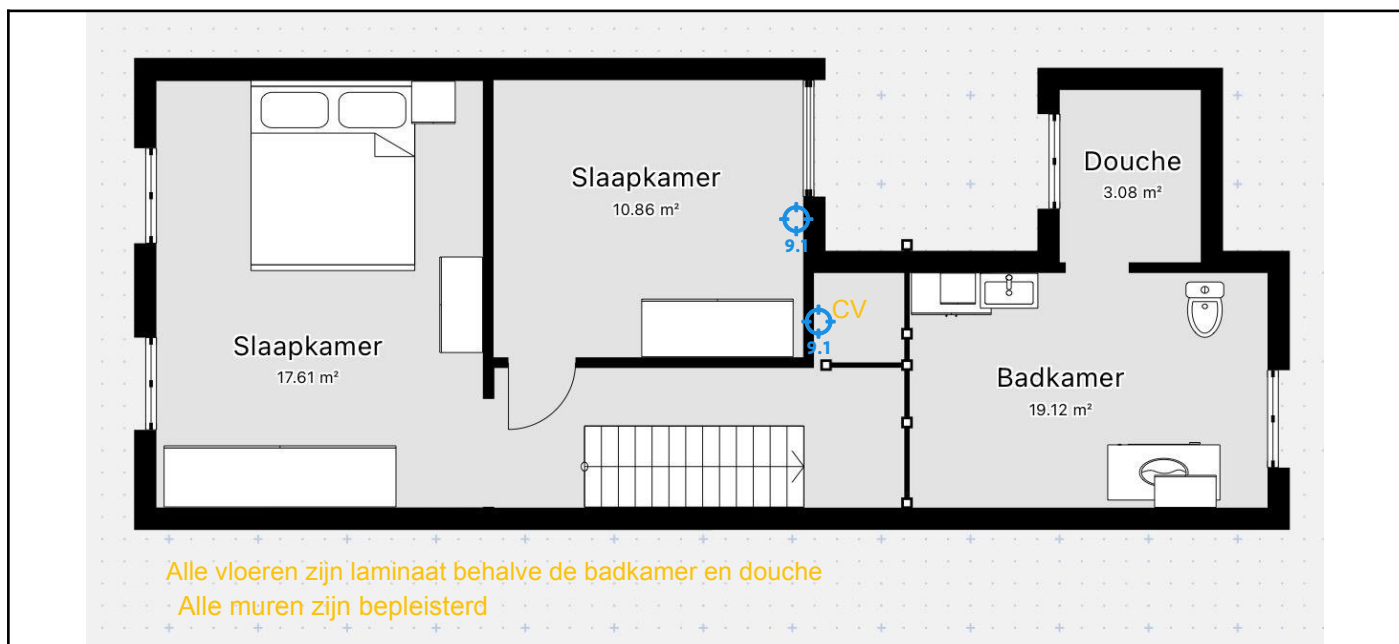 Slaapkamer
10.86 m²
Douche
3.08 m²
9.1
CV
9.1
Slaapkamer
17.61 m²
Badkamer
19.12 m²
Alle vloeren zijn laminaat behalve de badkamer en douche
Alle muren zijn bepleisterd